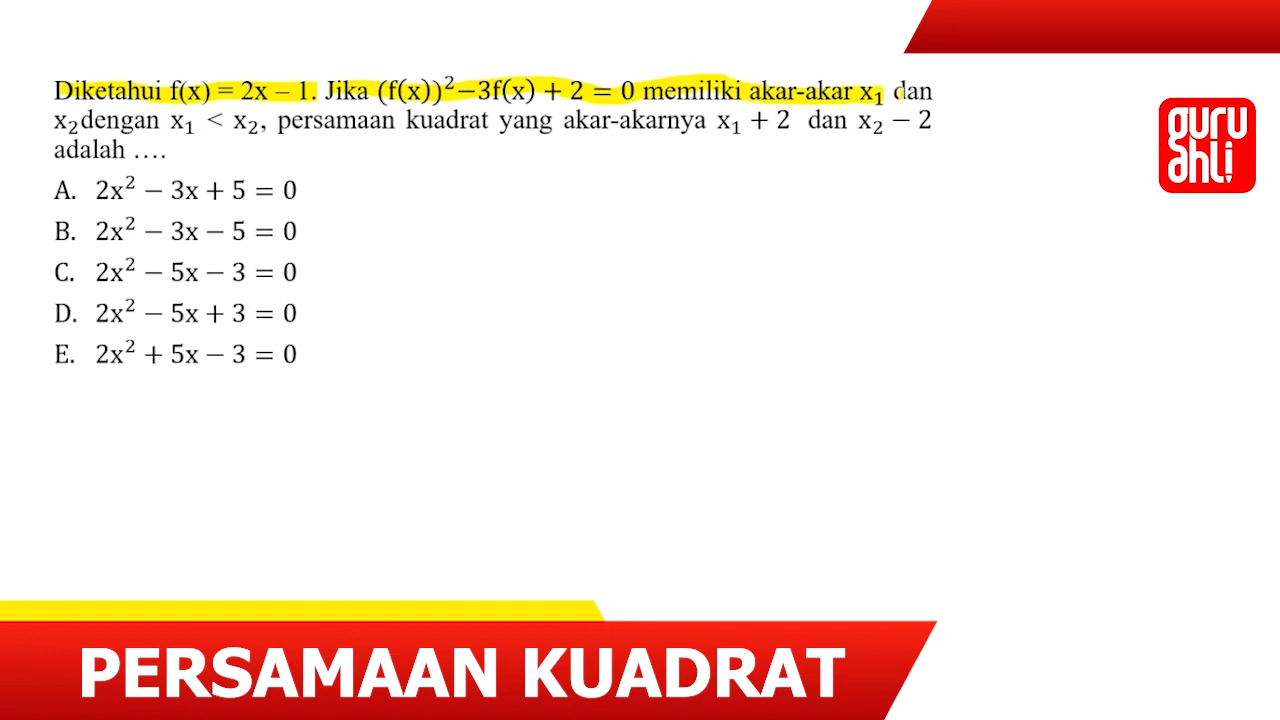 Diketahui f(x) = 2x – 1. Jika (f(x))²−3f(x) + 2 = 0 memiliki akar-akar x₁ dan
x₂dengan x₁ < x₂, persamaan kuadrat yang akar-akarnya x₁ + 2 dan x₂ − 2
adalah ….
A. 2x² − 3x + 5 = 0
B. 2x² − 3x − 5 = 0
C. 2x² − 5x − 3 = 0
D. 2x² − 5x + 3 = 0
E. 2x² + 5x − 3 = 0
guru
ahli
PERSAMAAN KUADRAT